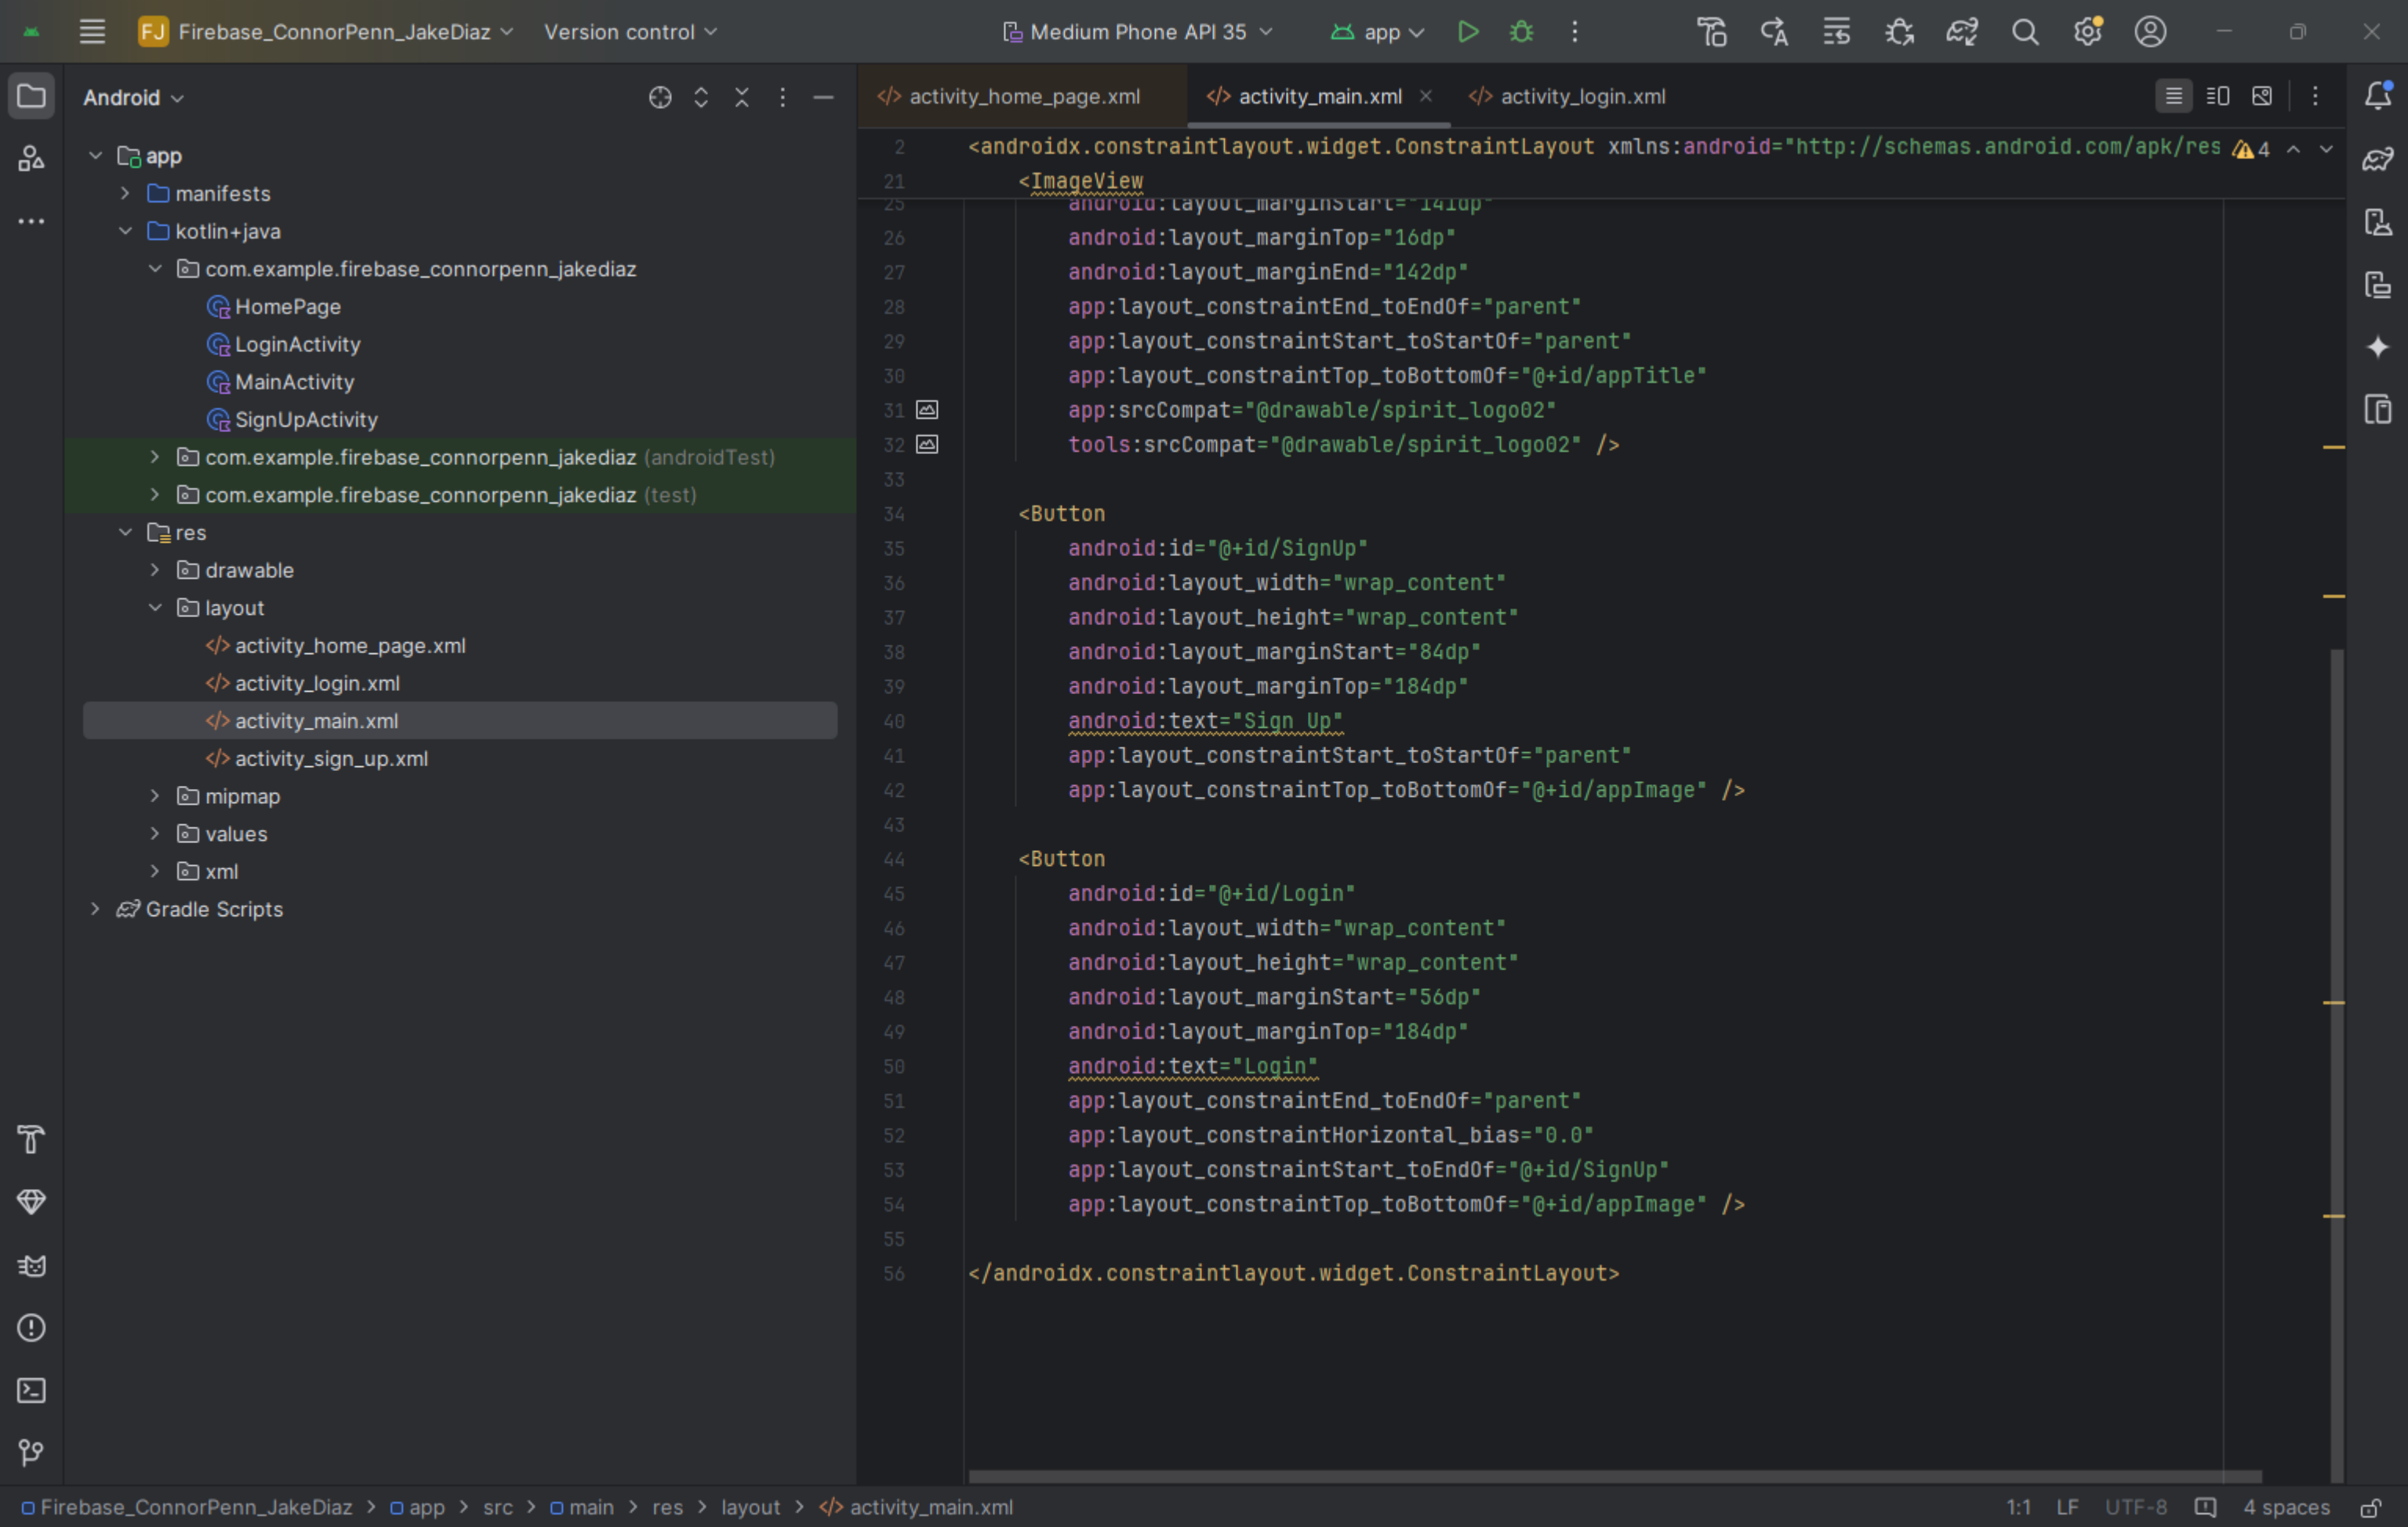 FJ Firebase_ConnorPenn_JakeDiaz Version control Medium Phone API 35 app
Android
app
manifests
kotlin+java
com.example.firebase_connorpenn_jakediaz
HomePage
LoginActivity
MainActivity
SignUpActivity
com.example.firebase_connorpenn_jakediaz (androidTest)
com.example.firebase_connorpenn_jakediaz (test)
res
drawable
layout
activity_home_page.xml
activity_login.xml
activity_main.xml
activity_sign_up.xml
mipmap
values
xml
Gradle Scripts
activity_home_page.xml activity_main.xml activity_login.xml
2 <androidx.constraintlayout.widget.ConstraintLayout xmlns:android="http://schemas.android.com/apk/res 4
21 <ImageView
25 android:layout_marginStart="141dp"
26 android:layout_marginTop="16dp"
27 android:layout_marginEnd="142dp"
28 app:layout_constraintEnd_toEndOf="parent"
29 app:layout_constraintStart_toStartOf="parent"
30 app:layout_constraintTop_toBottomOf="@+id/appTitle"
31 app:srcCompat="@drawable/spirit_logo02"
32 tools:srcCompat="@drawable/spirit_logo02" />
33
34 <Button
35 android:id="@+id/SignUp"
36 android:layout_width="wrap_content"
37 android:layout_height="wrap_content"
38 android:layout_marginStart="84dp"
39 android:layout_marginTop="184dp"
40 android:text="Sign Up"
41 app:layout_constraintStart_toStartOf="parent"
42 app:layout_constraintTop_toBottomOf="@+id/appImage" />
43
44 <Button
45 android:id="@+id/Login"
46 android:layout_width="wrap_content"
47 android:layout_height="wrap_content"
48 android:layout_marginStart="56dp"
49 android:layout_marginTop="184dp"
50 android:text="Login"
51 app:layout_constraintEnd_toEndOf="parent"
52 app:layout_constraintHorizontal_bias="0.0"
53 app:layout_constraintStart_toEndOf="@+id/SignUp"
54 app:layout_constraintTop_toBottomOf="@+id/appImage" />
55
56 </androidx.constraintlayout.widget.ConstraintLayout>
Firebase_ConnorPenn_JakeDiaz > app > src > main > res > layout > activity_main.xml 1:1 LF UTF-8 4 spaces